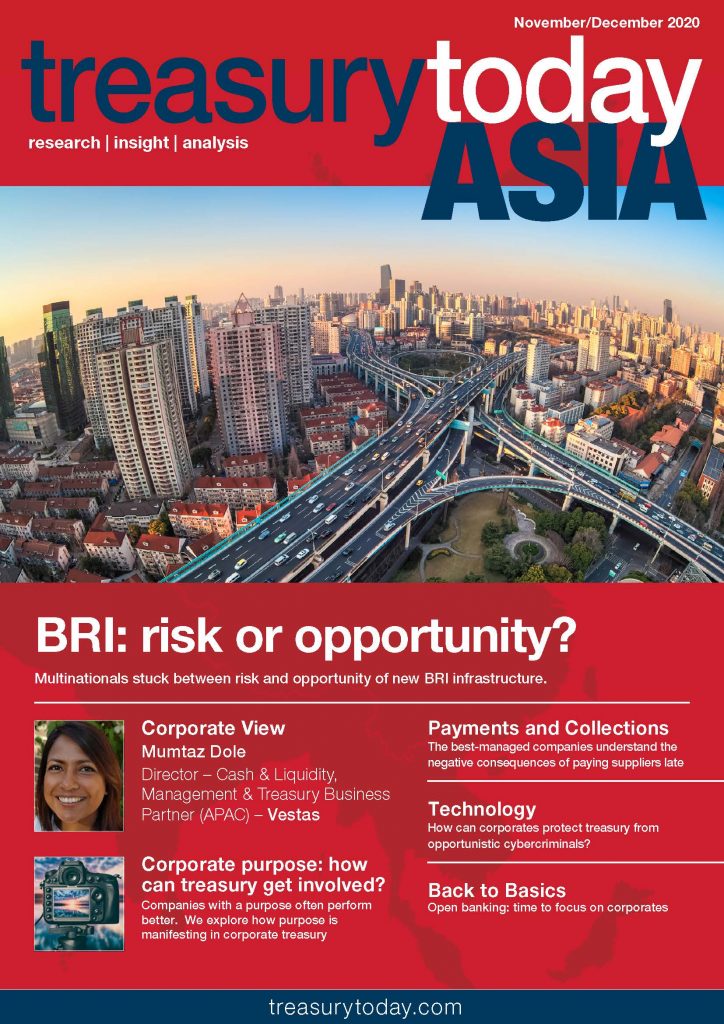 November/December 2020
treasurytoday
research | insight | analysis
ASIA
BRI: risk or opportunity?
Multinationals stuck between risk and opportunity of new BRI infrastructure.
Corporate View
Mumtaz Dole
Director – Cash & Liquidity,
Management & Treasury Business
Partner (APAC) – Vestas
Corporate purpose: how
can treasury get involved?
Companies with a purpose often perform
better. We explore how purpose is
manifesting in corporate treasury
Payments and Collections
The best-managed companies understand the
negative consequences of paying suppliers late
Technology
How can corporates protect treasury from
opportunistic cybercriminals?
Back to Basics
Open banking: time to focus on corporates
treasurytoday.com